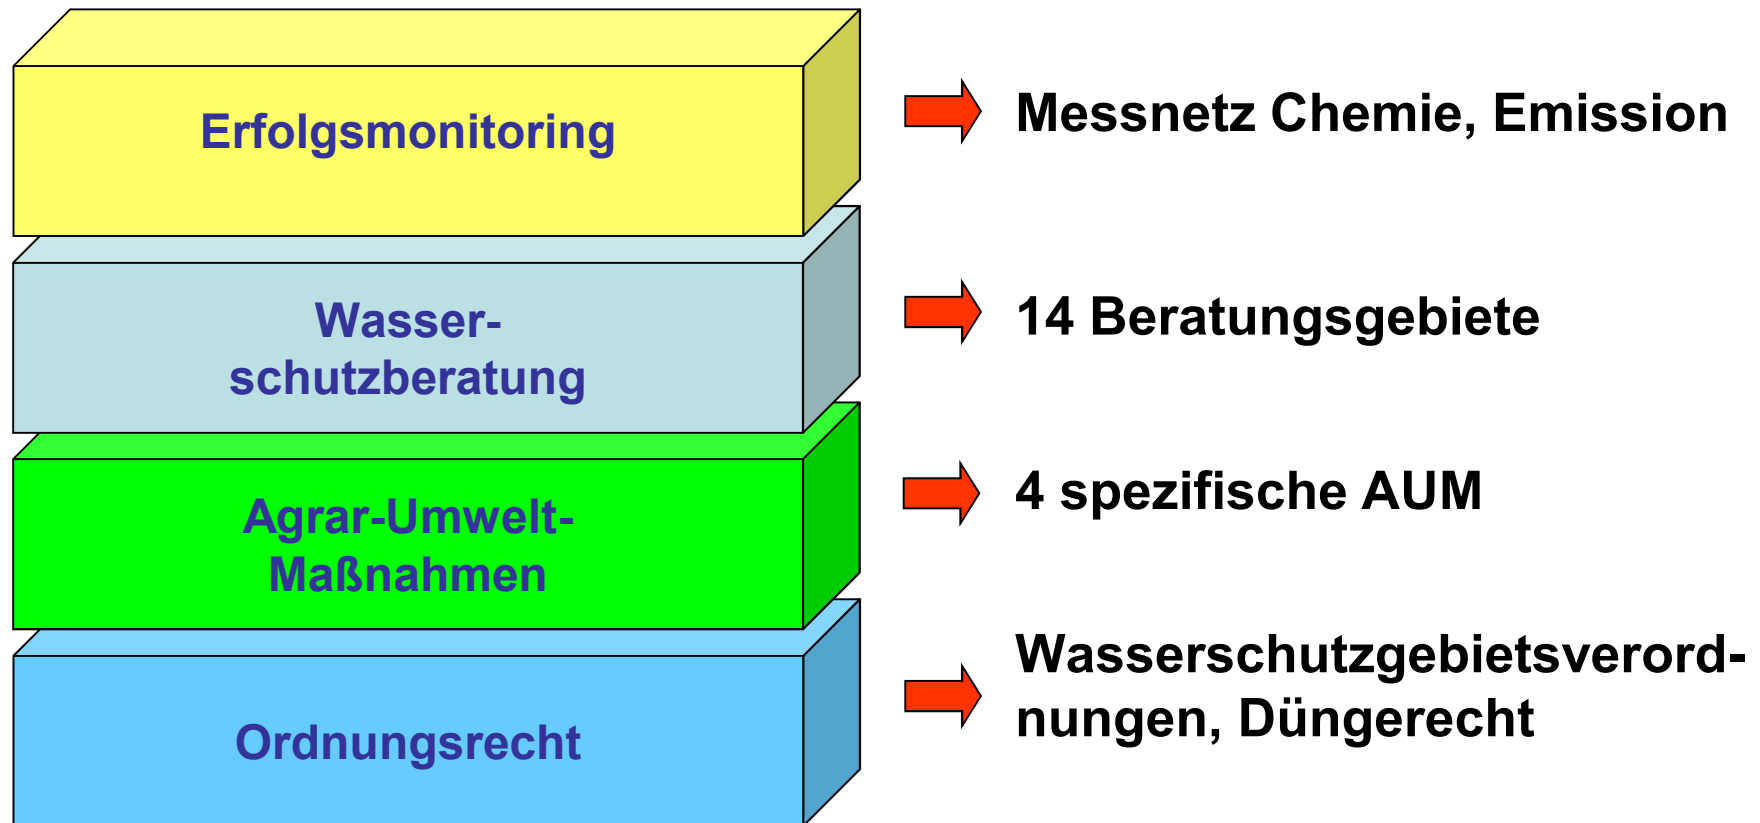 Erfolgsmonitoring
Messnetz Chemie, Emission
Wasser-
schutzberatung
14 Beratungsgebiete
Agrar-Umwelt-
Maßnahmen
4 spezifische AUM
Ordnungsrecht
Wasserschutzgebietsverord-
nungen, Düngerecht